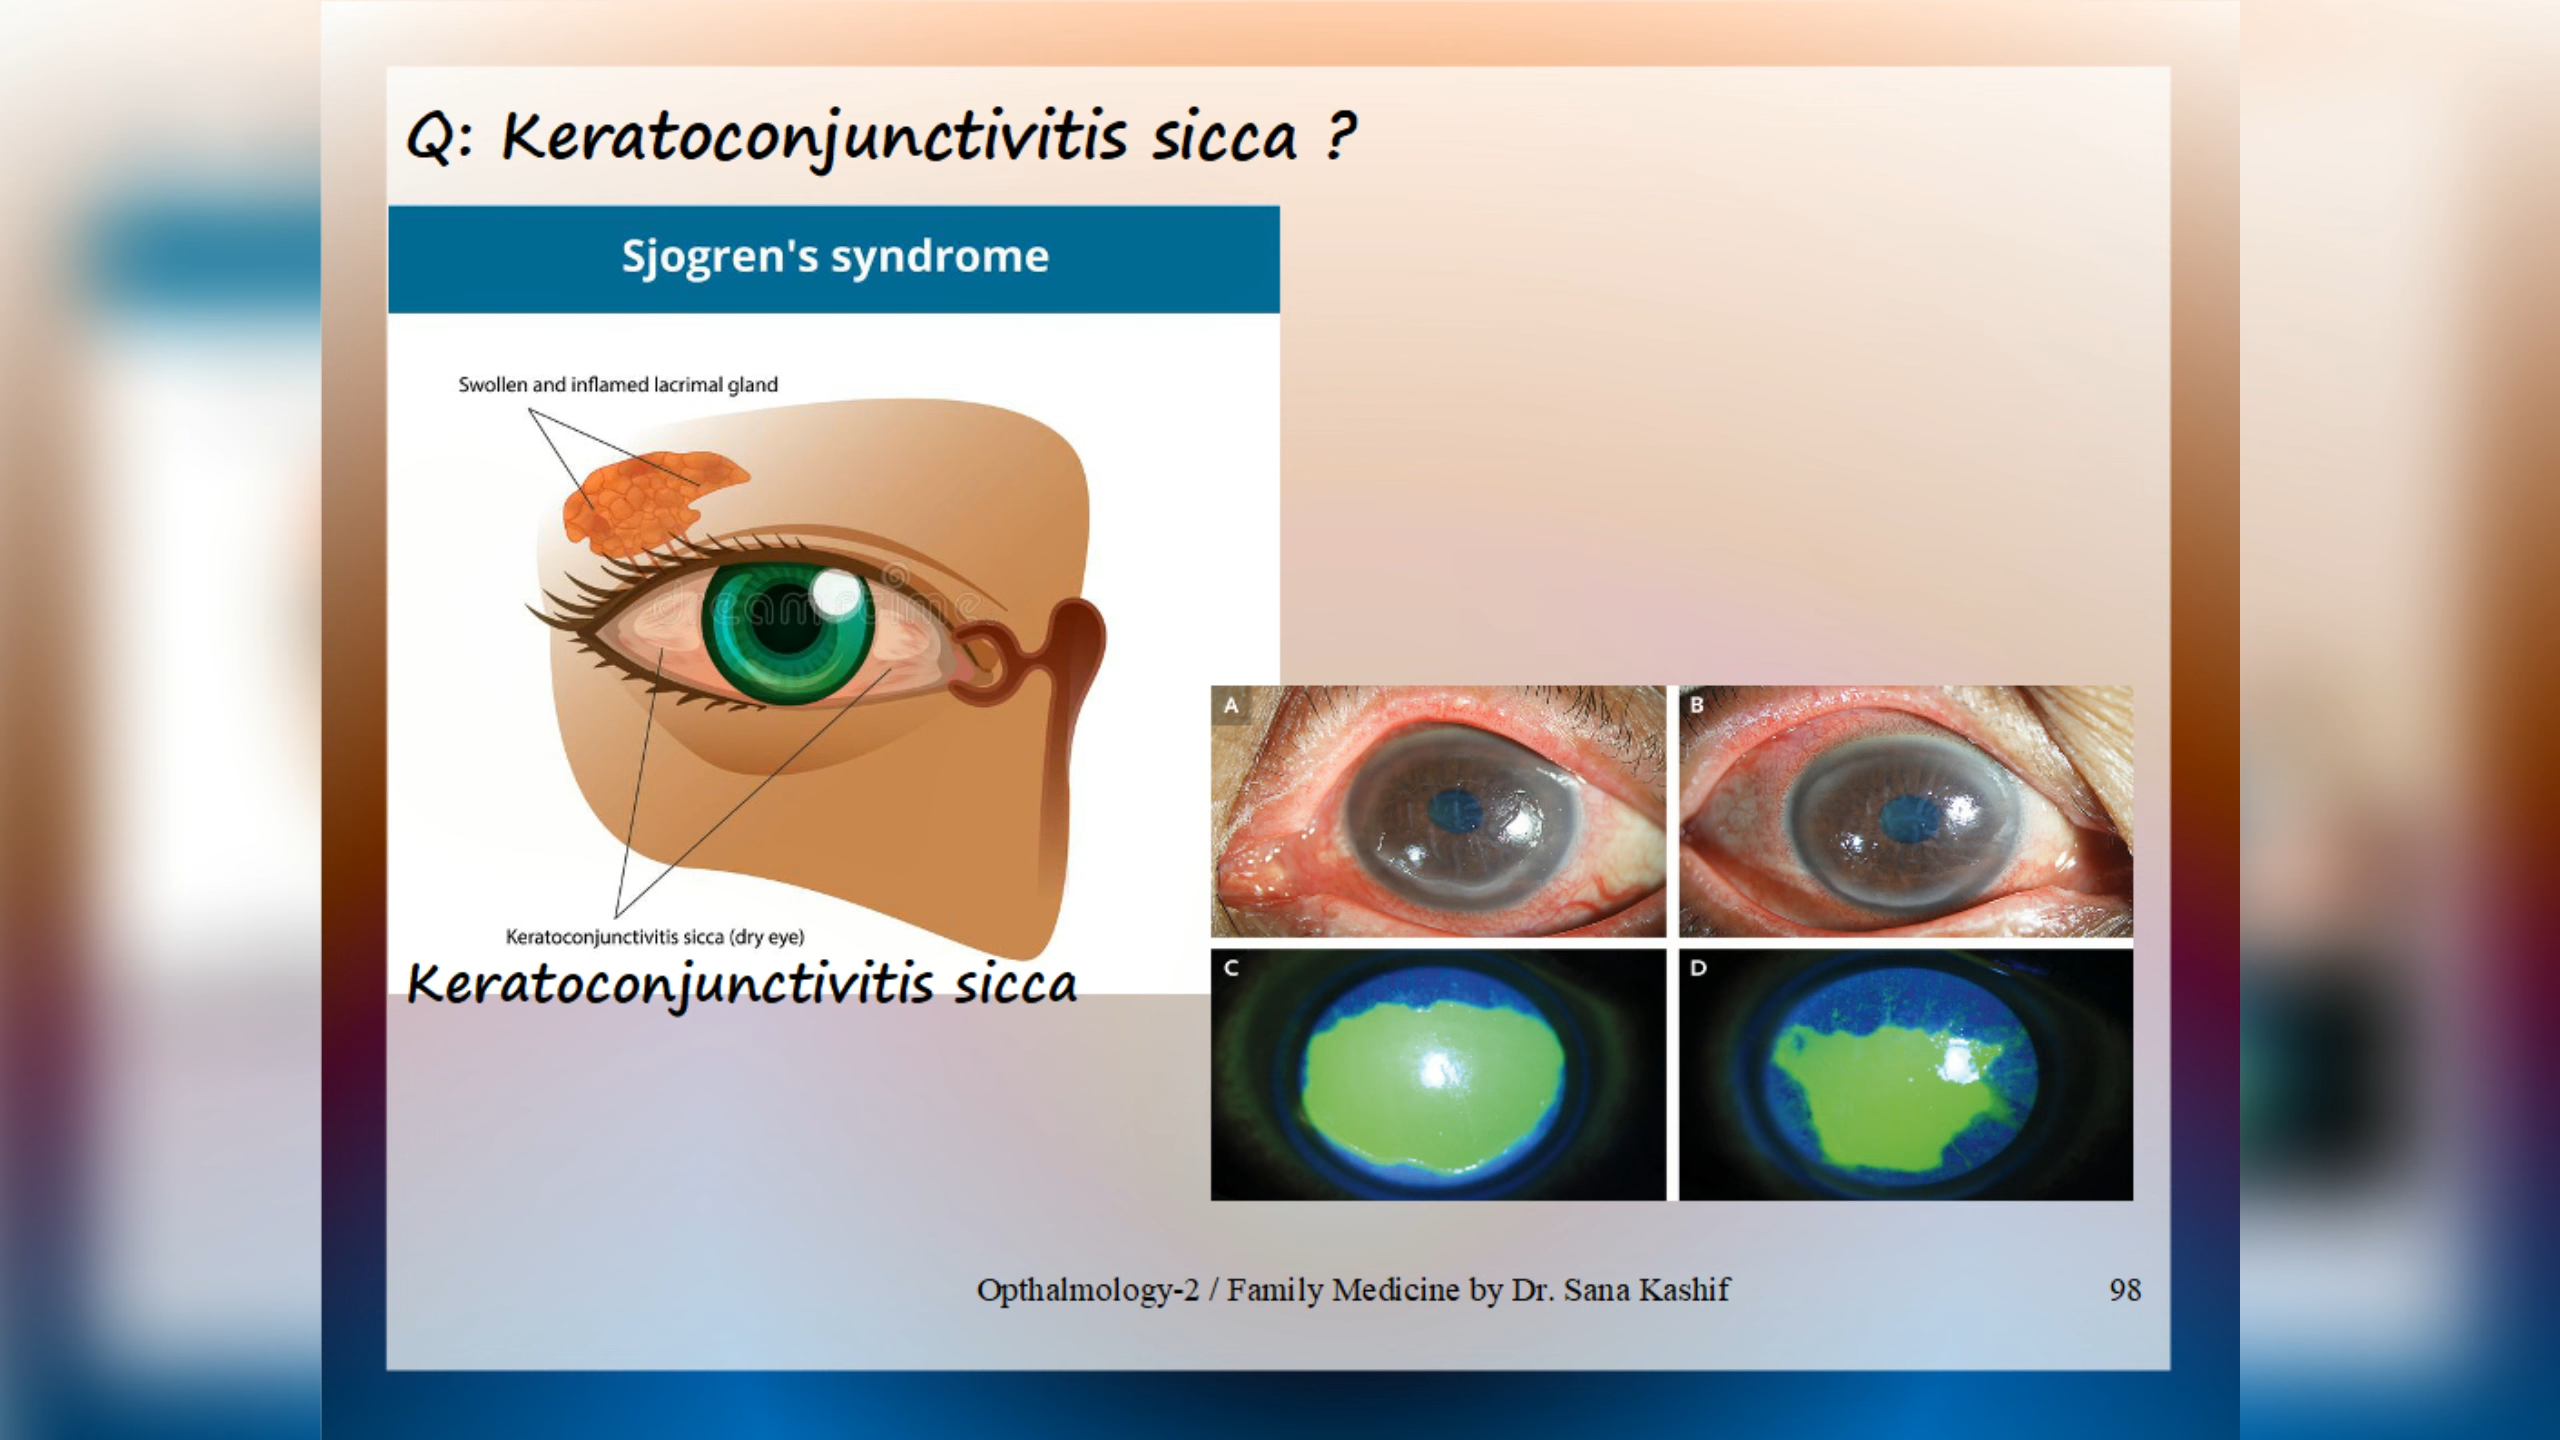 Q: Keratoconjunctivitis sicca ?
Sjogren's syndrome
Swollen and inflamed lacrimal gland
dreamstime
Keratoconjunctivitis sicca (dry eye)
Keratoconjunctivitis sicca
A
B
C
D
Opthalmology-2 / Family Medicine by Dr. Sana Kashif
98